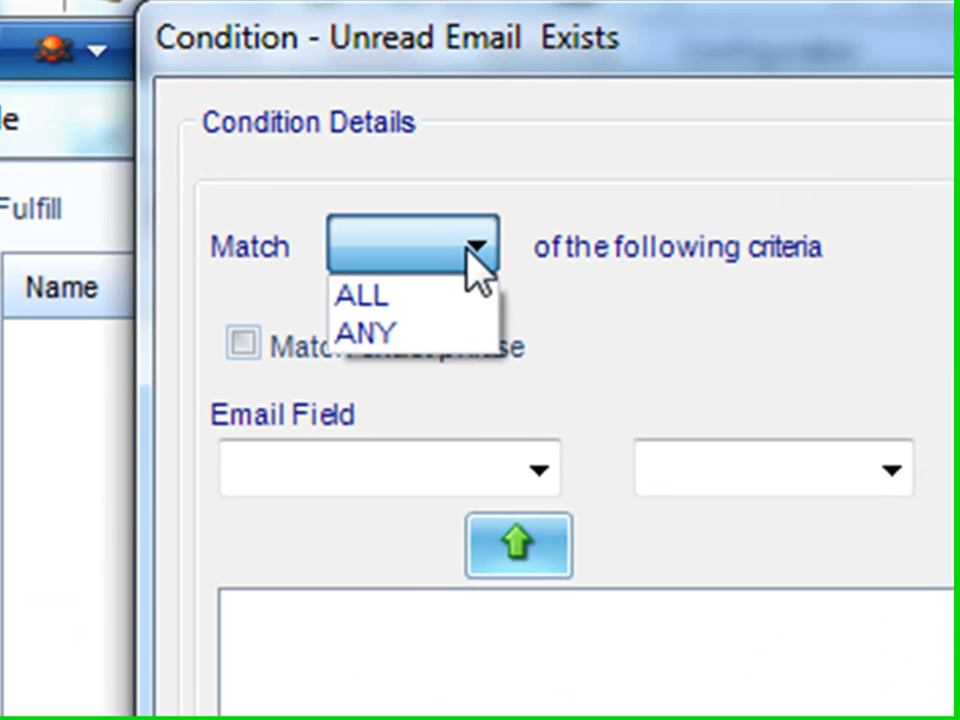 Condition - Unread Email Exists
le
Condition Details
Fulfill
Match of the following criteria
Name
ALL
ANY
Email Field